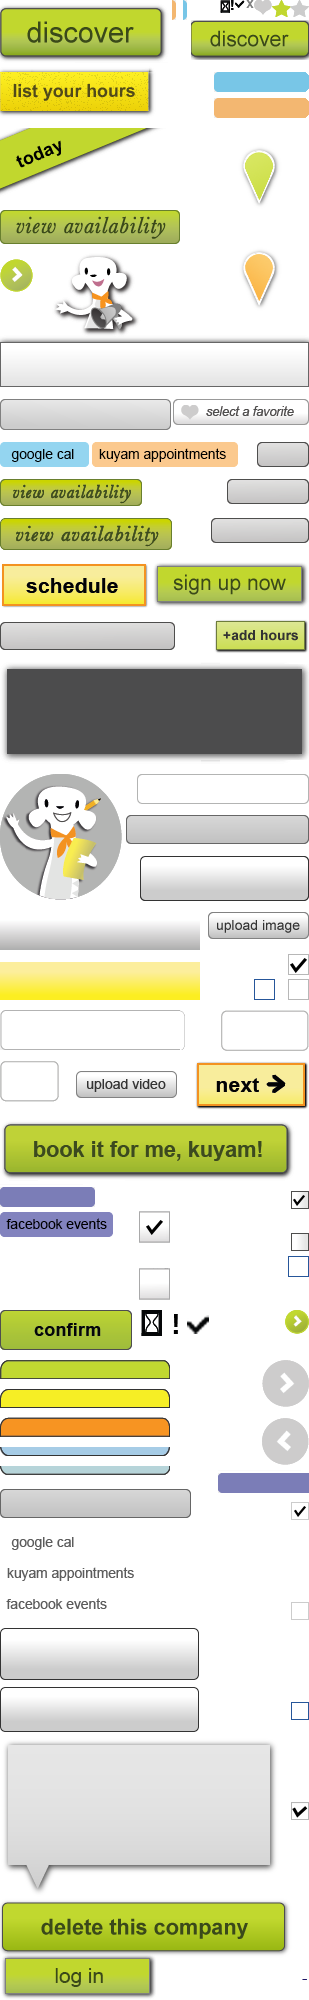 discover
discover
list your hours
today
view availability
select a favorite
google cal
kuyam appointments
view availability
view availability
schedule
sign up now
+add hours
upload image
upload video
next
book it for me, kuyam!
facebook events
confirm
!
google cal
kuyam appointments
facebook events
delete this company
log in